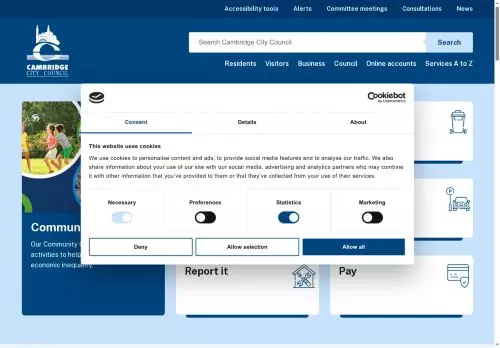 Accessibility tools Alerts Committee meetings Consultations News
CAMBRIDGE
CITY COUNCIL
Search Cambridge City Council
Search
Residents Visitors Business Council Online accounts Services A to Z
Cookiebot
by Usercentrics
Consent Details About
This website uses cookies
We use cookies to personalise content and ads, to provide social media features and to analyse our traffic. We also
share information about your use of our site with our social media, advertising and analytics partners who may combine
it with other information that you've provided to them or that they've collected from your use of their services.
Necessary Preferences Statistics Marketing
Deny Allow selection Allow all
Commun
Our Community G
activities to help
economic inequality.
Report it
Pay